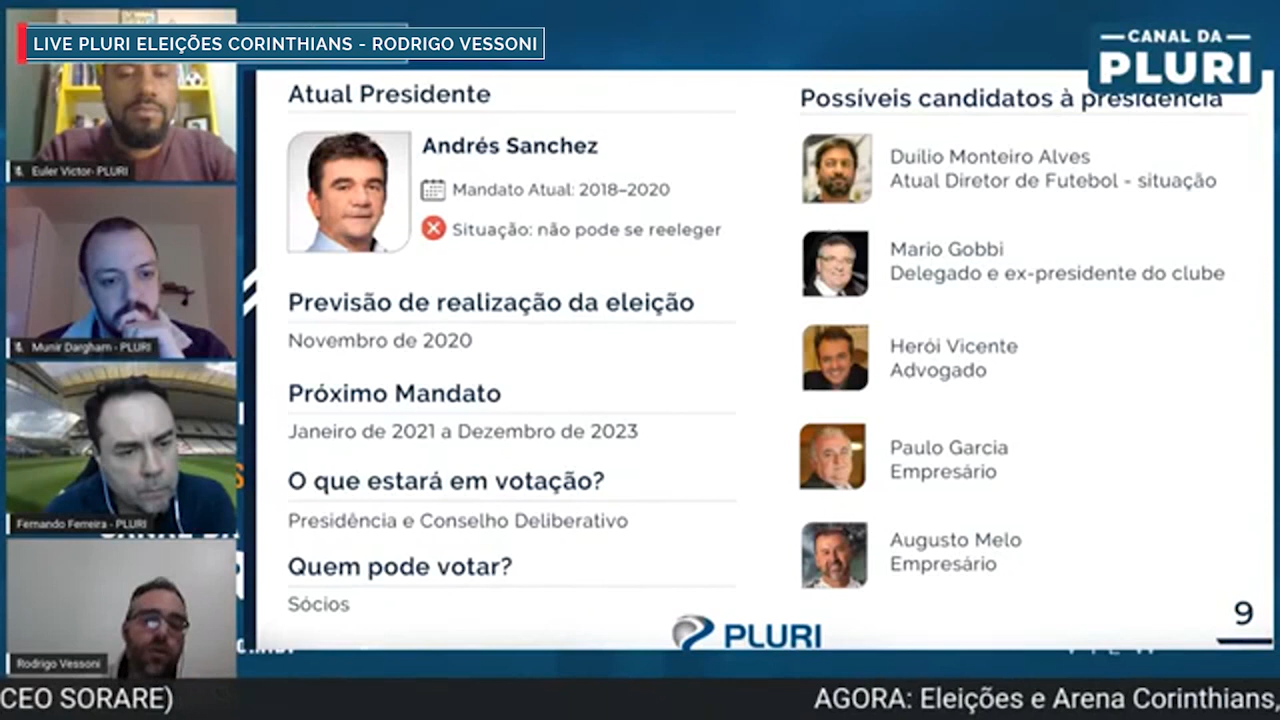 LIVE PLURI ELEIÇÕES CORINTHIANS - RODRIGO VESSONI
CANAL DA
PLURI
Euler Victor- PLURI
Munir Dargham - PLURI
Fernando Ferreira - PLURI
Rodrigo Vessoni
Atual Presidente
Andrés Sanchez
Mandato Atual: 2018–2020
Situação: não pode se reeleger
Previsão de realização da eleição
Novembro de 2020
Próximo Mandato
Janeiro de 2021 a Dezembro de 2023
O que estará em votação?
Presidência e Conselho Deliberativo
Quem pode votar?
Sócios
Possíveis candidatos à presidência
Duílio Monteiro Alves
Atual Diretor de Futebol - situação
Mario Gobbi
Delegado e ex-presidente do clube
Herói Vicente
Advogado
Paulo Garcia
Empresário
Augusto Melo
Empresário
PLURI
9
CEO SORARE)
AGORA: Eleições e Arena Corinthians,